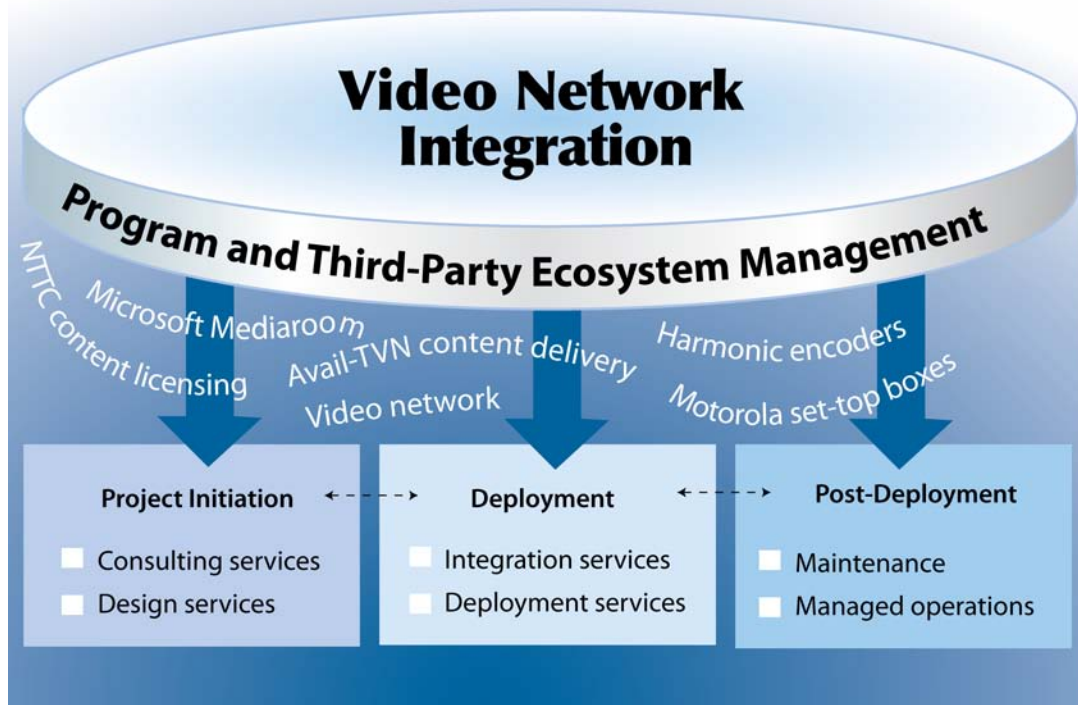 Video Network
Integration
Program and Third-Party Ecosystem Management
NTTC content licensing
Microsoft Mediaroom
Avail-TVN content delivery
Video network
Harmonic encoders
Motorola set-top boxes
Project Initiation
Consulting services
Design services
Deployment
Integration services
Deployment services
Post-Deployment
Maintenance
Managed operations